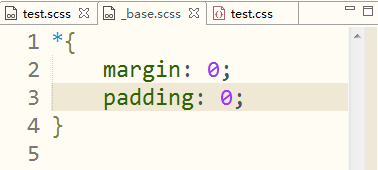 test.scss _base.scss test.css
1 *{
2 margin: 0;
3 padding: 0;
4 }
5